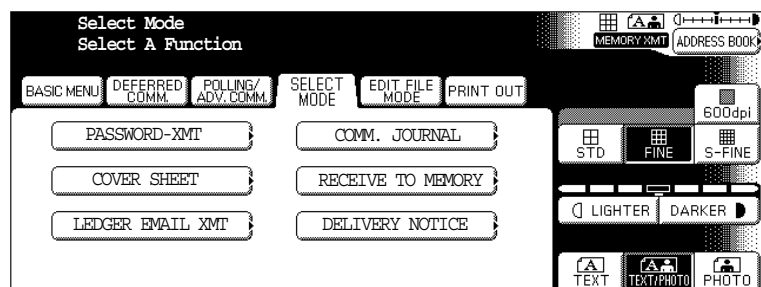 Select Mode
Select A Function
MEMORY XMT
ADDRESS BOOK
BASIC MENU
DEFERRED COMM.
POLLING/ ADV. COMM.
SELECT MODE
EDIT FILE MODE
PRINT OUT
PASSWORD-XMT
COMM. JOURNAL
COVER SHEET
RECEIVE TO MEMORY
LEDGER EMAIL XMT
DELIVERY NOTICE
600dpi
STD
FINE
S-FINE
LIGHTER
DARKER
A
TEXT
A
TEXT/PHOTO
PHOTO